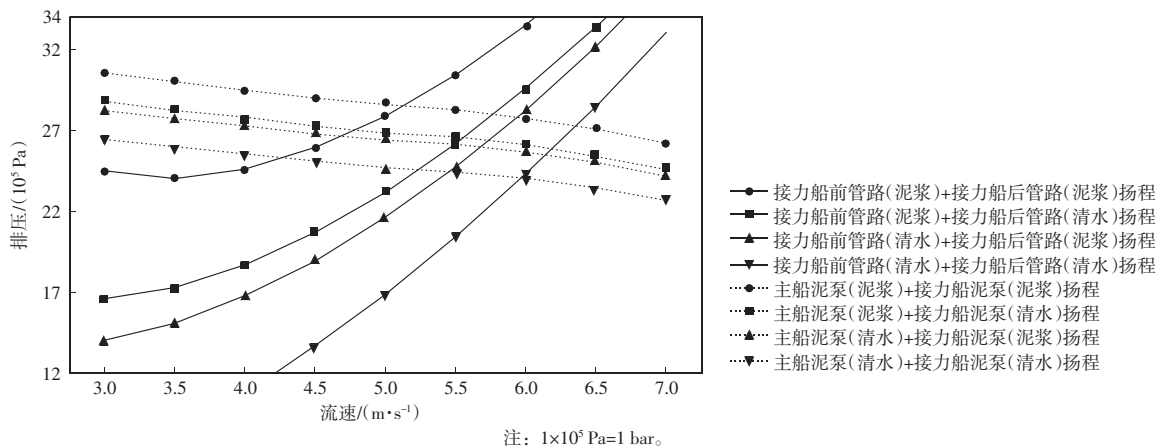 34
32
27
22
17
12
排压/(10⁵ Pa)
3.0 3.5 4.0 4.5 5.0 5.5 6.0 6.5 7.0
流速/(m·s⁻¹)
接力船前管路(泥浆)+接力船后管路(泥浆)扬程
接力船前管路(泥浆)+接力船后管路(清水)扬程
接力船前管路(清水)+接力船后管路(泥浆)扬程
接力船前管路(清水)+接力船后管路(清水)扬程
主船泥泵(泥浆)+接力船泥泵(泥浆)扬程
主船泥泵(泥浆)+接力船泥泵(清水)扬程
主船泥泵(清水)+接力船泥泵(泥浆)扬程
主船泥泵(清水)+接力船泥泵(清水)扬程
注：1×10⁵ Pa=1 bar。